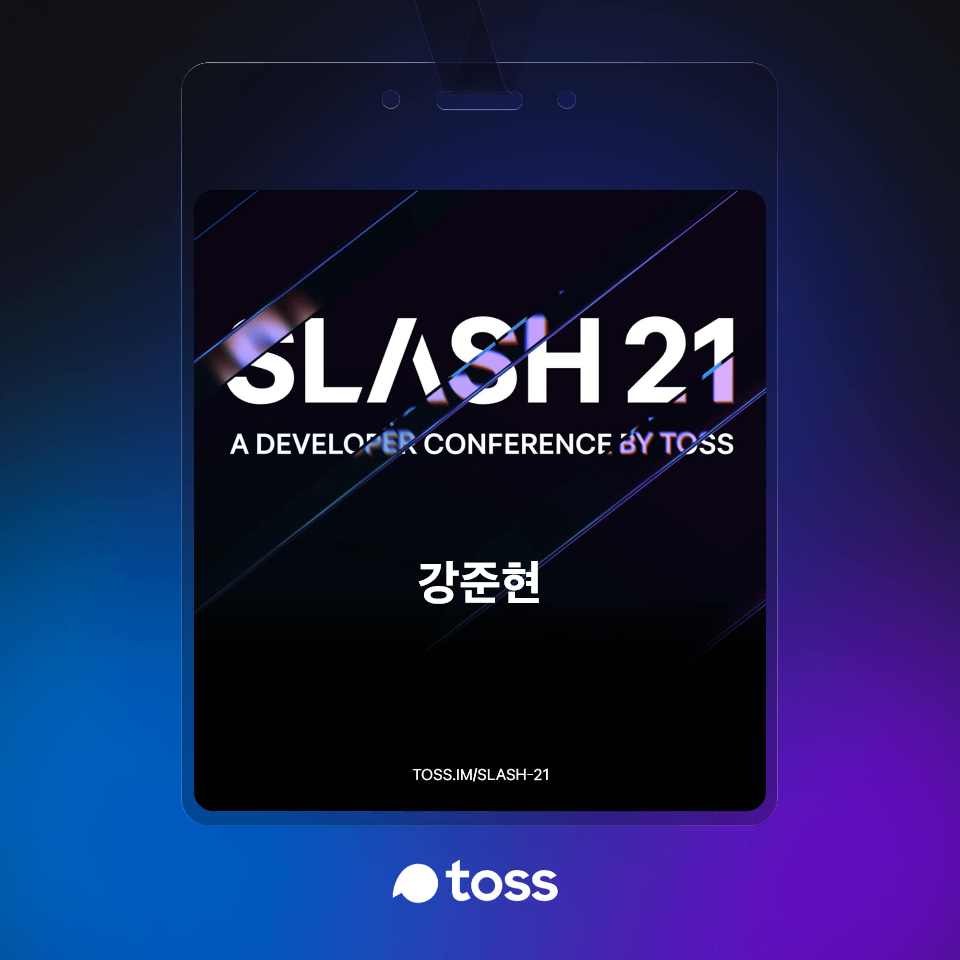 SLASH 21
A DEVELOPER CONFERENCE BY TOSS
강준현
TOSS.IM/SLASH-21
toss